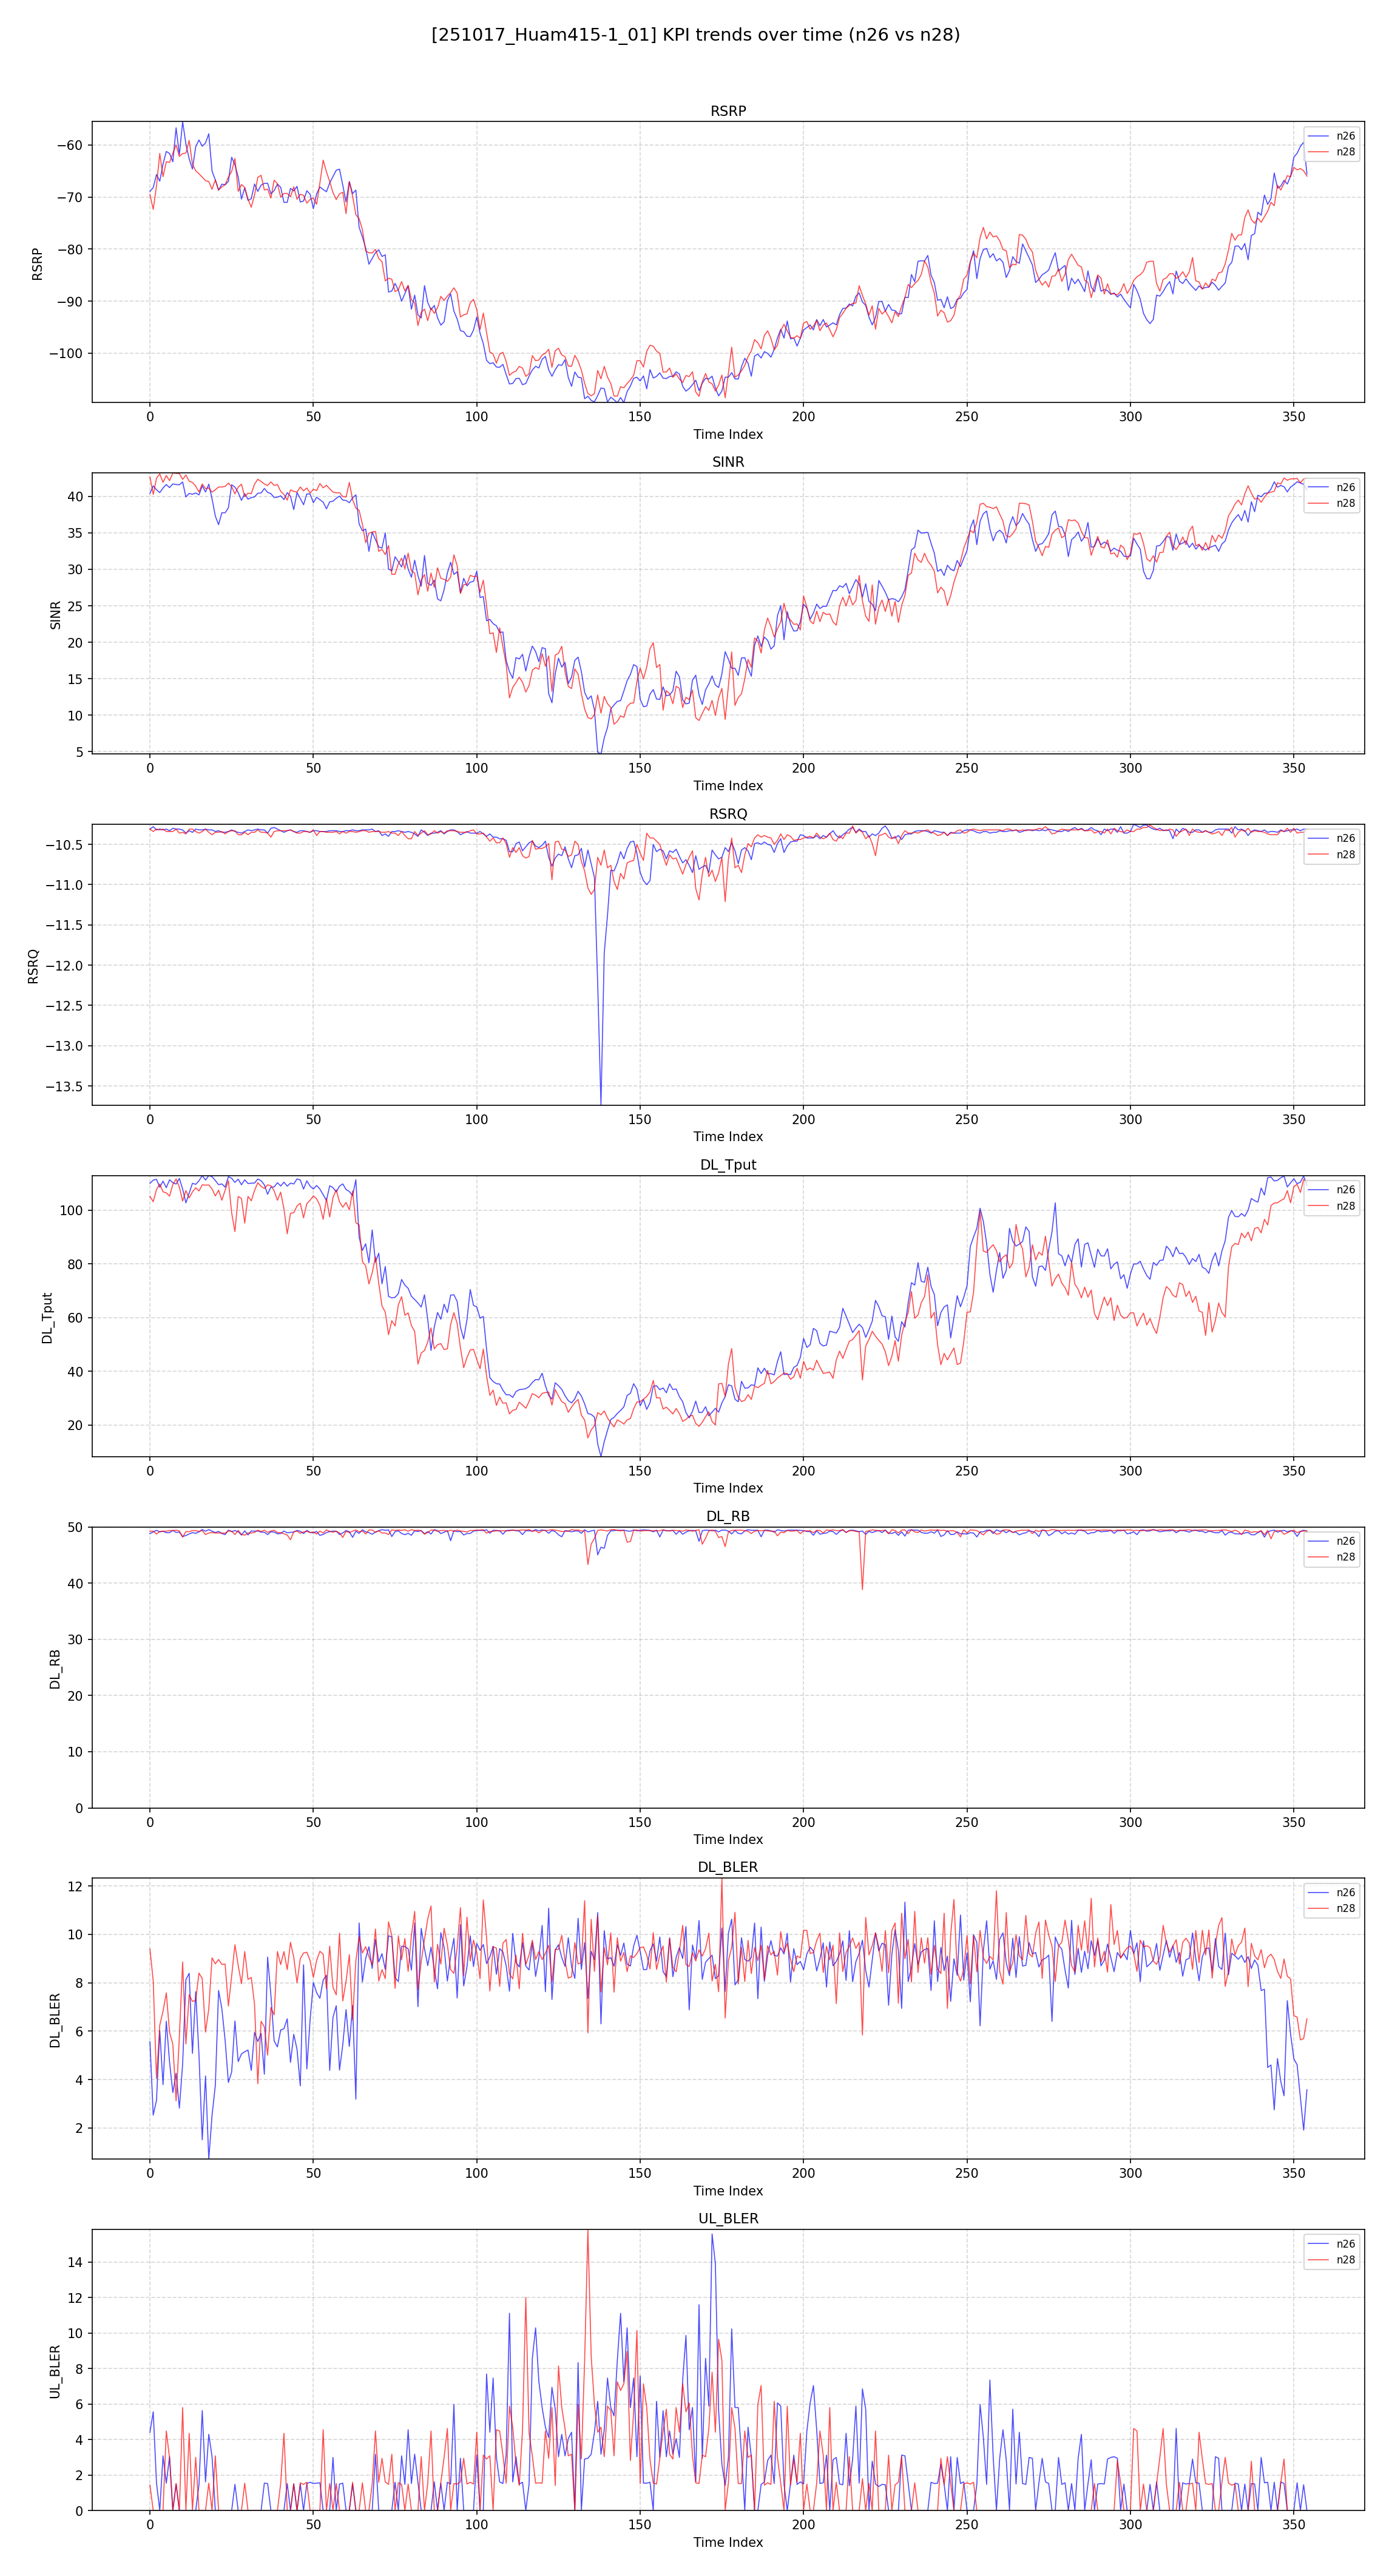 [251017_Huam415-1_01] KPI trends over time (n26 vs n28)
RSRP
n26
n28
−60
−70
−80
−90
−100
RSRP
0 50 100 150 200 250 300 350
Time Index
SINR
n26
n28
40
35
30
25
20
15
10
5
SINR
0 50 100 150 200 250 300 350
Time Index
RSRQ
n26
n28
−10.5
−11.0
−11.5
−12.0
−12.5
−13.0
−13.5
RSRQ
0 50 100 150 200 250 300 350
Time Index
DL_Tput
n26
n28
100
80
60
40
20
DL_Tput
0 50 100 150 200 250 300 350
Time Index
DL_RB
n26
n28
50
40
30
20
10
0
DL_RB
0 50 100 150 200 250 300 350
Time Index
DL_BLER
n26
n28
12
10
8
6
4
2
DL_BLER
0 50 100 150 200 250 300 350
Time Index
UL_BLER
n26
n28
14
12
10
8
6
4
2
0
UL_BLER
0 50 100 150 200 250 300 350
Time Index